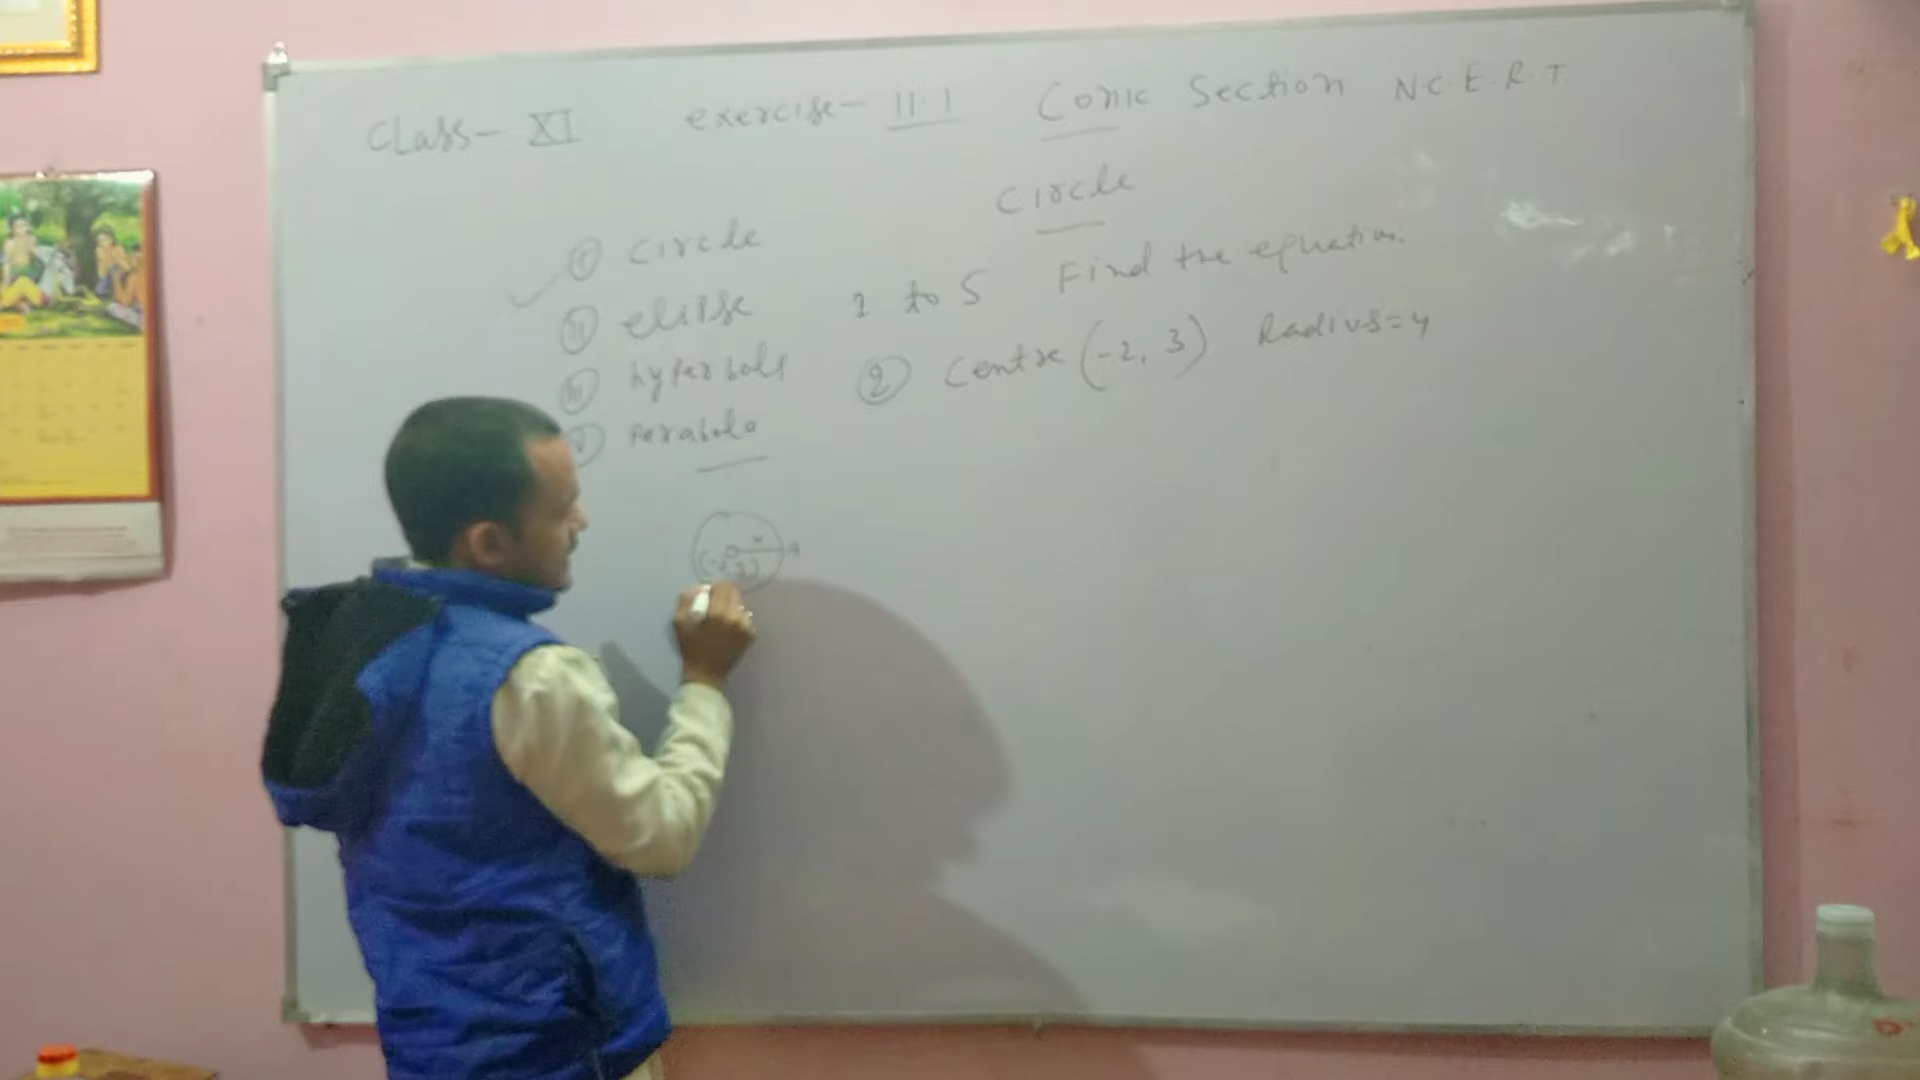 Class- XI exercise- 11.1 Conic Section N.C.E.R.T
Circle
(i) Circle
(ii) ellipse
(iii) hyperbola
(iv) Parabola
1 to 5 Find the equation.
(2) Centre (-2, 3) Radius=4
(-2, 3)